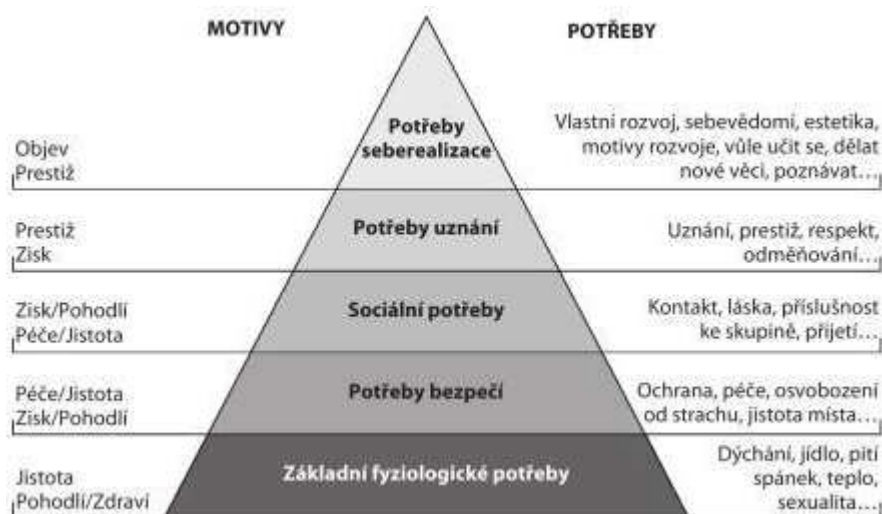 MOTIVY
POTŘEBY
Objev
Prestiž
Potřeby
seberealizace
Vlastní rozvoj, sebevědomí, estetika,
motivy rozvoje, vůle učit se, dělat
nové věci, poznávat...
Prestiž
Zisk
Potřeby uznání
Uznání, prestiž, respekt,
odměňování...
Zisk/Pohodlí
Péče/Jistota
Sociální potřeby
Kontakt, láska, příslušnost
ke skupině, přijetí...
Péče/Jistota
Zisk/Pohodlí
Potřeby bezpečí
Ochrana, péče, osvobození
od strachu, jistota místa...
Jistota
Pohodlí/Zdraví
Základní fyziologické potřeby
Dýchání, jídlo, pití
spánek, teplo,
sexualita...